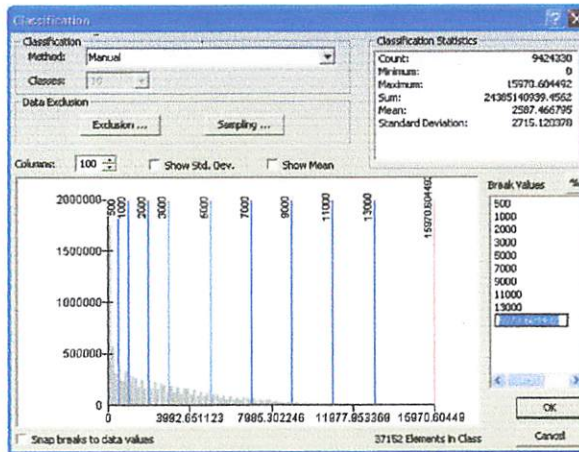 Classification
Classification
Method: Manual
Classes: 10
Data Exclusion
Exclusion ...
Sampling ...
Classification Statistics
Count: 9424330
Minimum: 0
Maximum: 15970.604492
Sum: 24385140939.4562
Mean: 2587.466795
Standard Deviation: 2715.120378
Columns: 100
Show Std. Dev.
Show Mean
Break Values
%
500
1000
2000
3000
5000
7000
9000
11000
13000
2000000
1500000
1000000
500000
0
500
1000
2000
3000
5000
7000
9000
11000
13000
15970.604492
0
3992.651123
7985.302246
11977.953369
15970.60449
Snap breaks to data values
37152 Elements in Class
OK
Cancel